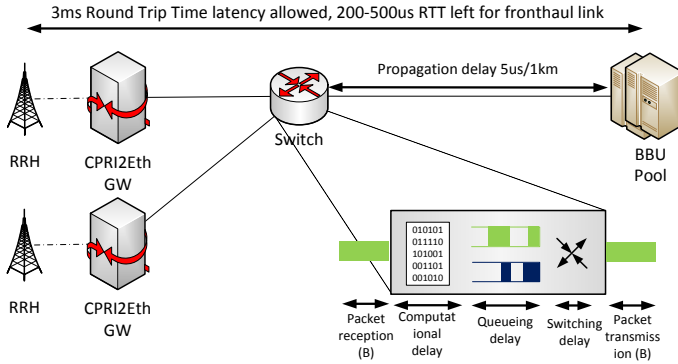 3ms Round Trip Time latency allowed, 200-500us RTT left for fronthaul link
Propagation delay 5us/1km
RRH
CPRI2Eth
GW
Switch
BBU
Pool
RRH
CPRI2Eth
GW
010101
011110
101001
001101
001010
Packet
reception
(B)
Computat
ional
delay
Queueing
delay
Switching
delay
Packet
transmiss
ion (B)